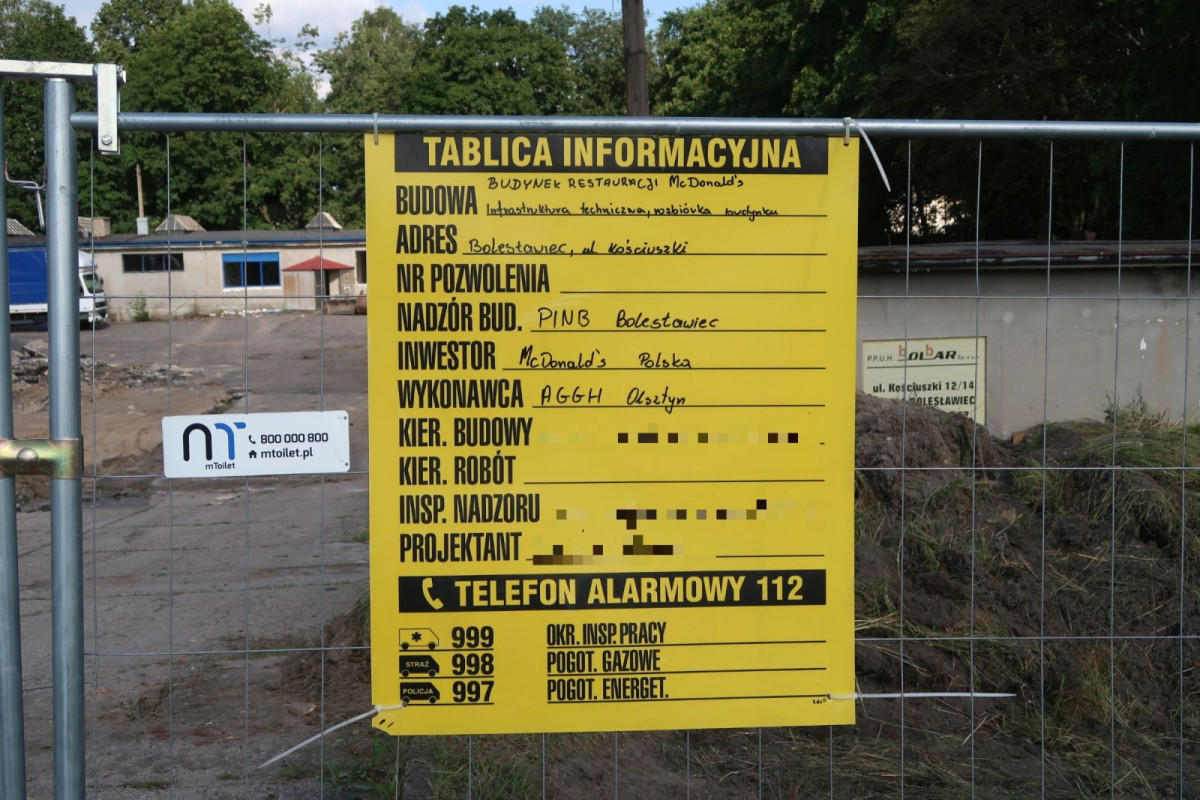 TABLICA INFORMACYJNA
BUDOWA BUDYNEK RESTAURACJI McDonald's
Infrastruktura techniczna, rozbiórka budynku
ADRES Bolesławiec, ul. Kościuszki
NR POZWOLENIA
NADZÓR BUD. PINB Bolesławiec
INWESTOR McDonald's Polska
WYKONAWCA AGGH Olsztyn
KIER. BUDOWY
KIER. ROBÓT
INSP. NADZORU
PROJEKTANT
TELEFON ALARMOWY 112
999
STRAŻ 998
POLICJA 997
OKR. INSP. PRACY
POGOT. GAZOWE
POGOT. ENERGET.
mToilet
800 000 800
mtoilet.pl
P.P.U.H. bolbAR Sp. z o.o.
ul. Kościuszki 12/14
BOLESŁAWIEC